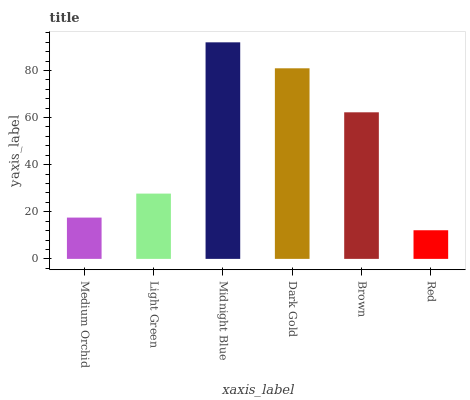 title
80
60
40
20
0
yaxis_label
Medium Orchid
Light Green
Midnight Blue
Dark Gold
Brown
Red
xaxis_label